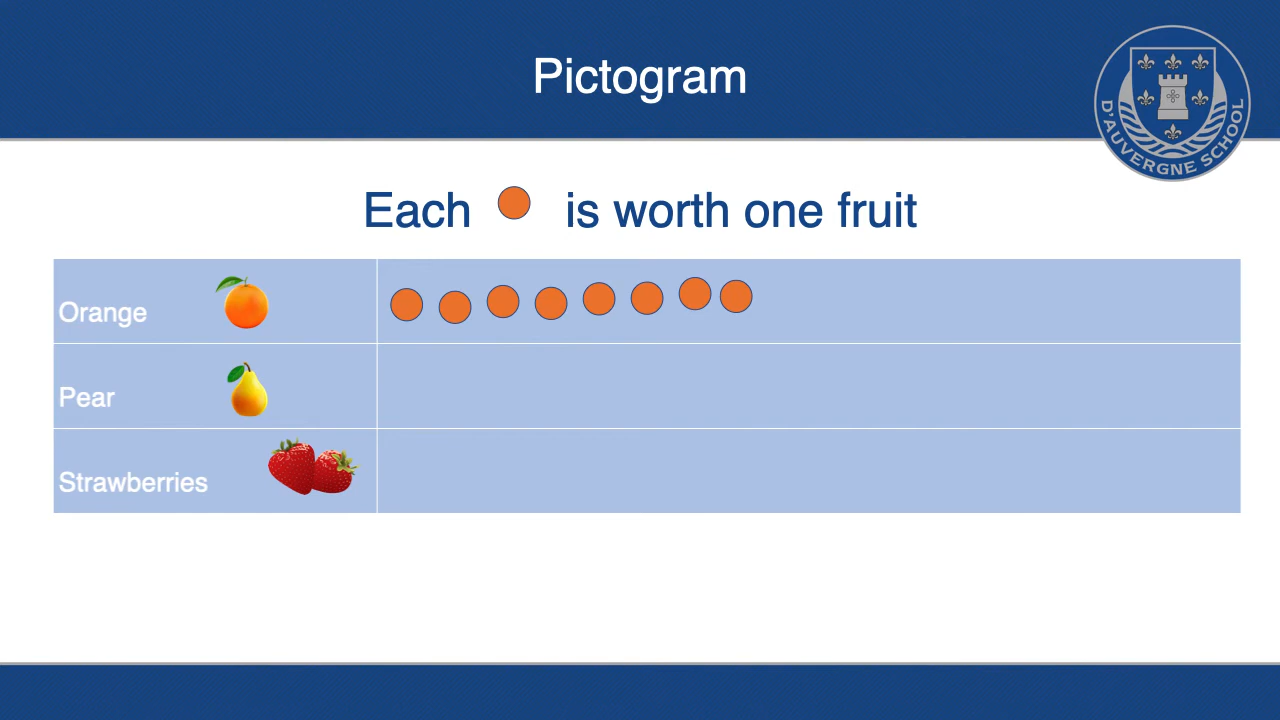 Pictogram
D'AUVERGNE SCHOOL
Each is worth one fruit
Orange
Pear
Strawberries